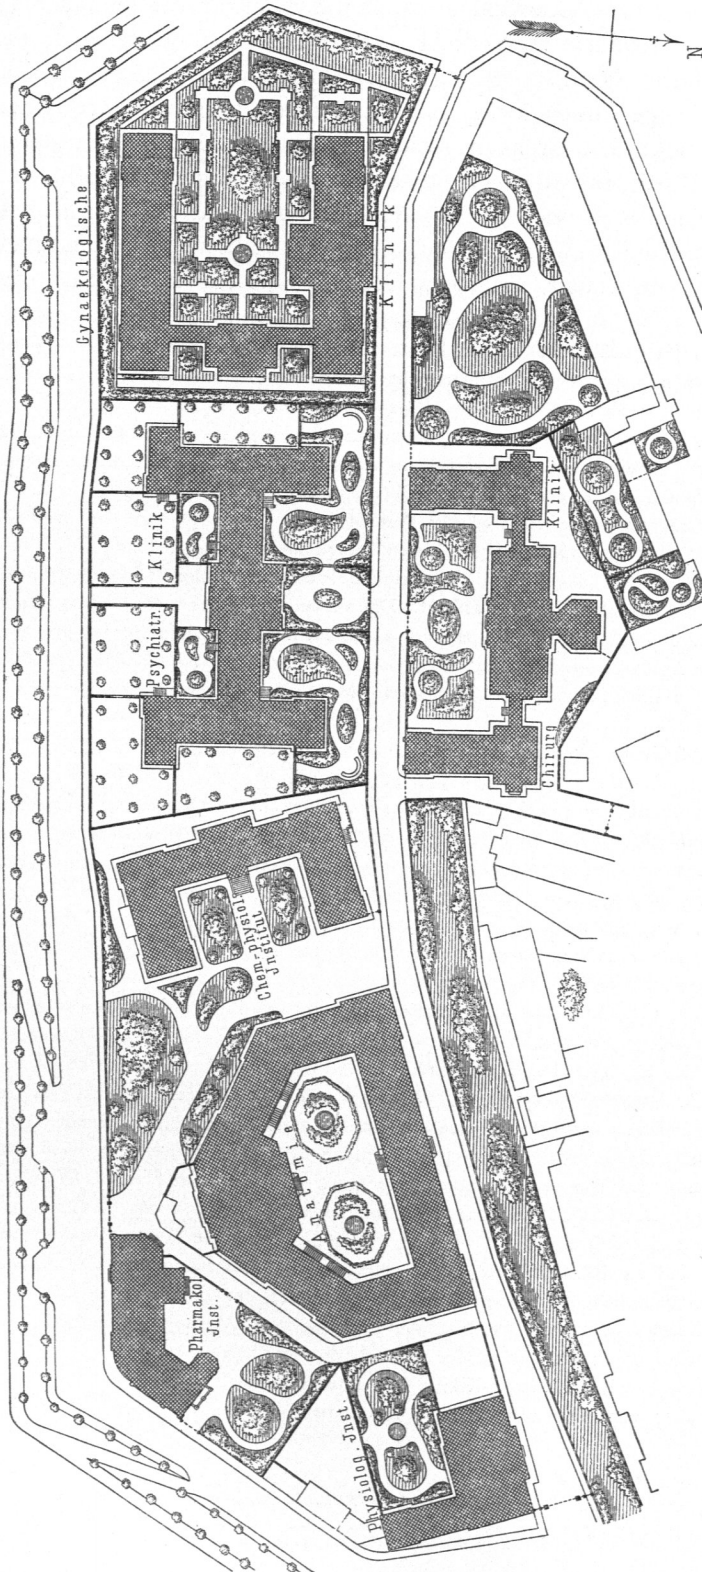 N
Gynaekologische
Klinik
Psychiatr. Klinik
Chirurg Klinik
Chem.-Physiol.
Jnstitut
Anatomie
Pharmakol.
Jnst.
Physiolog. Jnst.